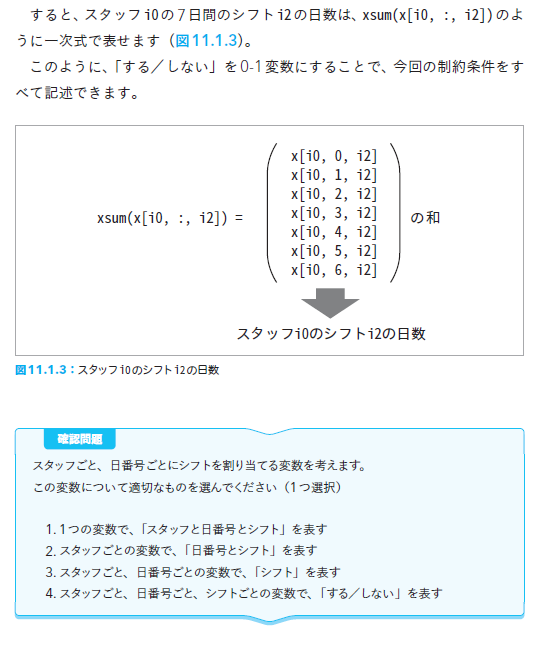 すると、スタッフi0の7日間のシフトi2の日数は、xsum(x[i0, :, i2])のよ
うに一次式で表せます（図11.1.3）。
このように、「する／しない」を0-1変数にすることで、今回の制約条件をす
べて記述できます。
x[i0, 0, i2]
x[i0, 1, i2]
x[i0, 2, i2]
xsum(x[i0, :, i2]) = x[i0, 3, i2] の和
x[i0, 4, i2]
x[i0, 5, i2]
x[i0, 6, i2]
スタッフi0のシフトi2の日数
図11.1.3：スタッフi0のシフトi2の日数
確認問題
スタッフごと、日番号ごとにシフトを割り当てる変数を考えます。
この変数について適切なものを選んでください（1つ選択）
1. 1つの変数で、「スタッフと日番号とシフト」を表す
2. スタッフごとの変数で、「日番号とシフト」を表す
3. スタッフごと、日番号ごとの変数で、「シフト」を表す
4. スタッフごと、日番号ごと、シフトごとの変数で、「する／しない」を表す